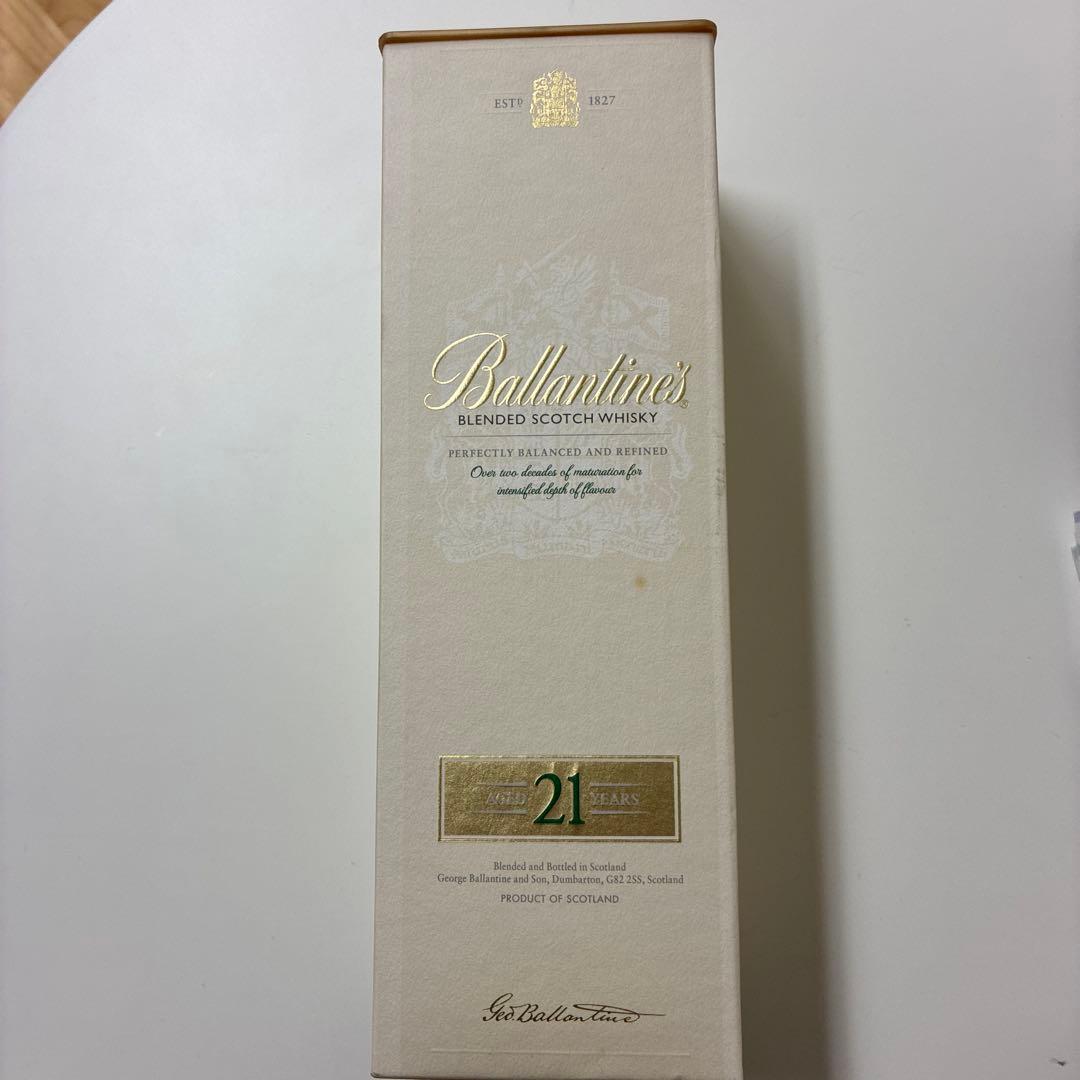 ESTD 1827
Ballantine's
BLENDED SCOTCH WHISKY
PERFECTLY BALANCED AND REFINED
Over two decades of maturation for
intensified depth of flavour
AGED 21 YEARS
Blended and Bottled in Scotland
George Ballantine and Son, Dumbarton, G82 2SS, Scotland
PRODUCT OF SCOTLAND
Geo. Ballantine